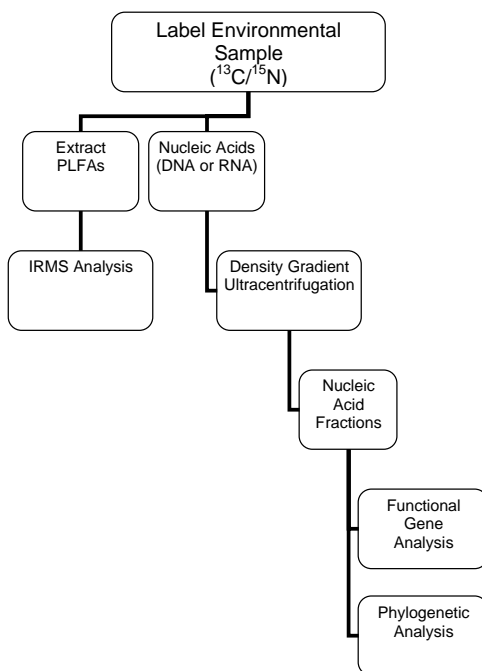 Label Environmental
Sample
(¹³C/¹⁵N)
Extract
PLFAs
Nucleic Acids
(DNA or RNA)
IRMS Analysis
Density Gradient
Ultracentrifugation
Nucleic
Acid
Fractions
Functional
Gene
Analysis
Phylogenetic
Analysis